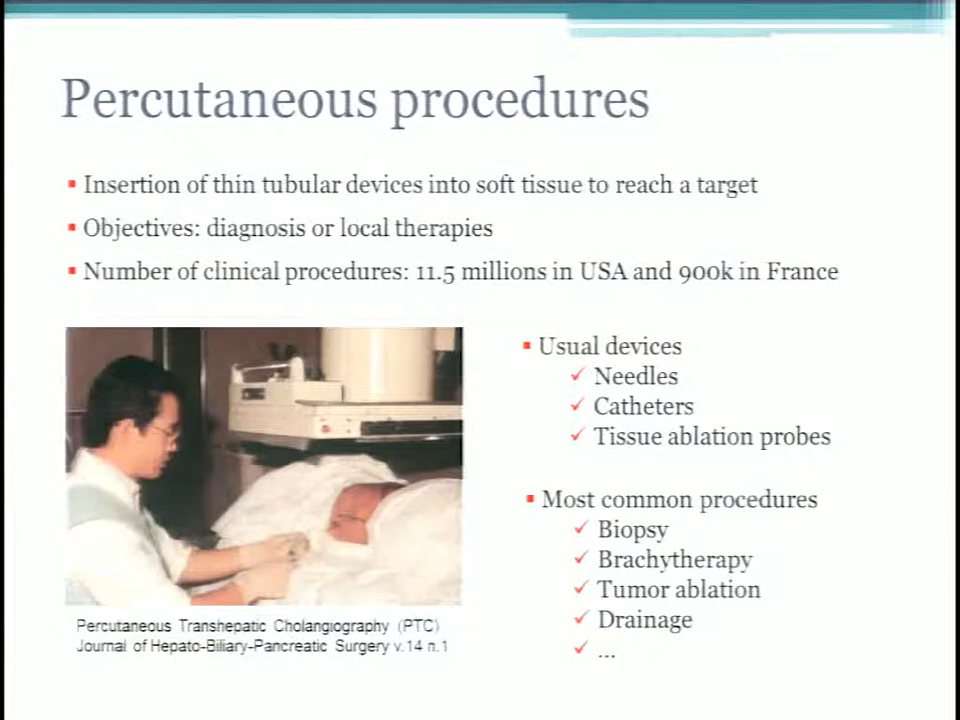 Percutaneous procedures
Insertion of thin tubular devices into soft tissue to reach a target
Objectives: diagnosis or local therapies
Number of clinical procedures: 11.5 millions in USA and 900k in France
Usual devices
Needles
Catheters
Tissue ablation probes
Most common procedures
Biopsy
Brachytherapy
Tumor ablation
Drainage
...
Percutaneous Transhepatic Cholangiography (PTC)
Journal of Hepato-Biliary-Pancreatic Surgery v.14 n.1